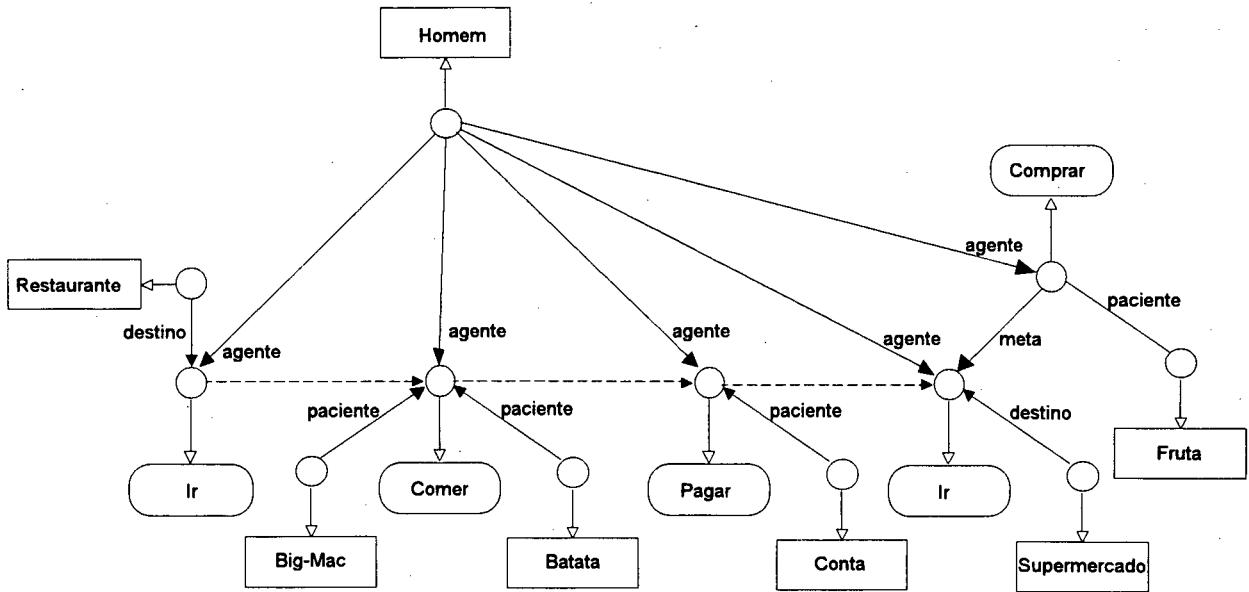 Homem
Comprar
agente
Restaurante
paciente
destino
agente
agente
agente
agente
meta
paciente
paciente
paciente
destino
Fruta
Ir
Comer
Pagar
Ir
Big-Mac
Batata
Conta
Supermercado